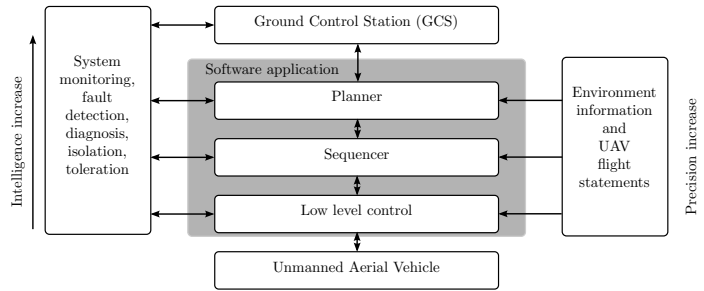 Ground Control Station (GCS)
System
monitoring,
fault
detection,
diagnosis,
isolation,
toleration
Software application
Planner
Sequencer
Low level control
Unmanned Aerial Vehicle
Environment
information
and
UAV
flight
statements
Intelligence increase
Precision increase